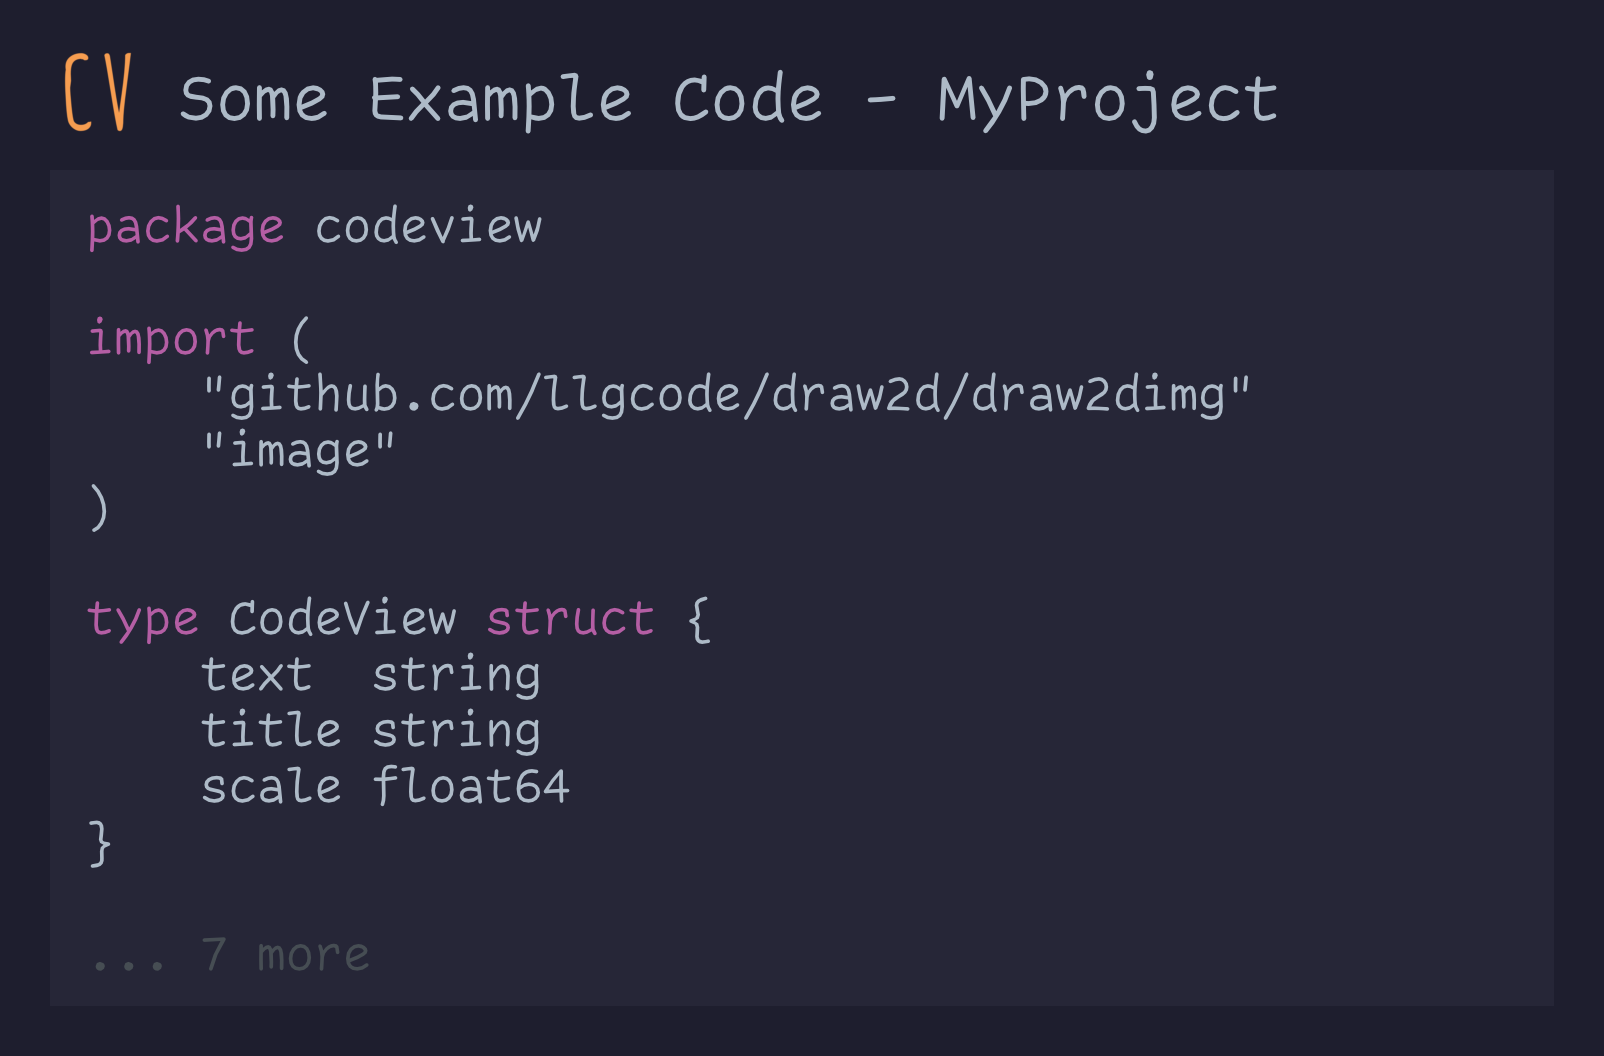 CV Some Example Code - MyProject
package codeview
import (
    "github.com/llgcode/draw2d/draw2dimg"
    "image"
)
type CodeView struct {
    text  string
    title string
    scale float64
}
... 7 more